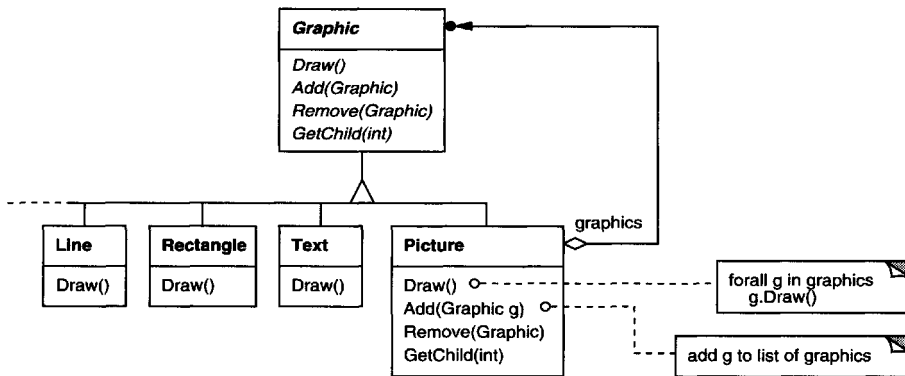 Graphic
Draw()
Add(Graphic)
Remove(Graphic)
GetChild(int)
graphics
Line
Draw()
Rectangle
Draw()
Text
Draw()
Picture
Draw()
Add(Graphic g)
Remove(Graphic)
GetChild(int)
forall g in graphics
g.Draw()
add g to list of graphics